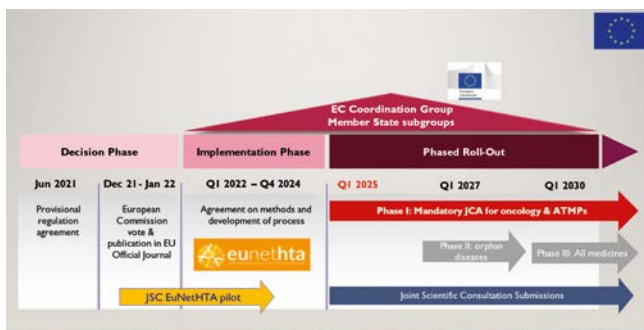 EC Coordination Group
Member State subgroups
Decision Phase
Implementation Phase
Phased Roll-Out
Jun 2021
Dec 21- Jan 22
Q1 2022 – Q4 2024
Q1 2025
Q1 2027
Q1 2030
Provisional
regulation
agreement
European
Commission
vote &
publication in EU
Official Journal
Agreement on methods and
development of process
eunethta
Phase I: Mandatory JCA for oncology & ATMPs
Phase II: orphan
diseases
Phase III: All medicines
JSC EuNetHTA pilot
Joint Scientific Consultation Submissions